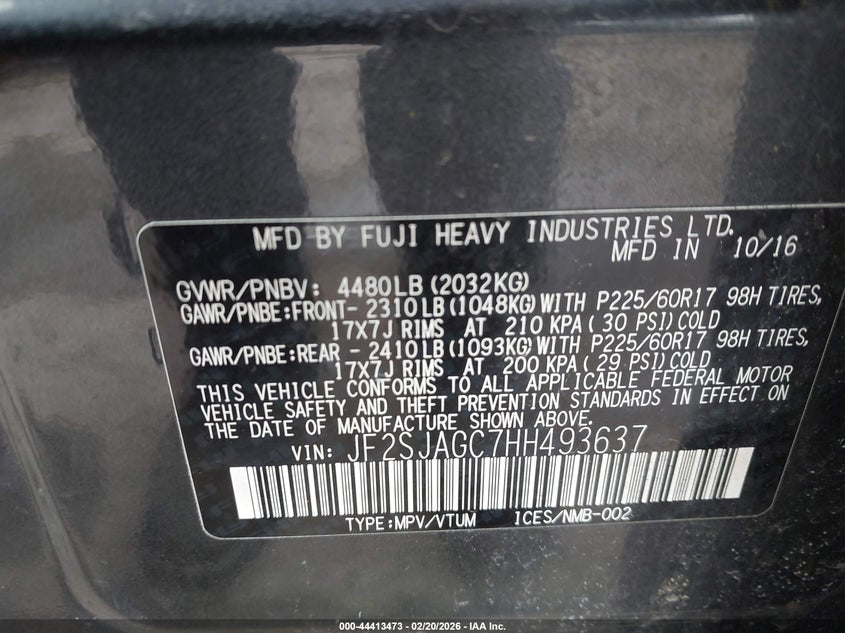 MFD BY FUJI HEAVY INDUSTRIES LTD.
MFD IN 10/16
GVWR/PNBV: 4480LB (2032KG)
GAWR/PNBE:FRONT- 2310LB (1048KG) WITH P225/60R17 98H TIRES,
17X7J RIMS AT 210 KPA (30 PSI) COLD
GAWR/PNBE:REAR - 2410LB (1093KG) WITH P225/60R17 98H TIRES,
17X7J RIMS AT 200 KPA (29 PSI) COLD
THIS VEHICLE CONFORMS TO ALL APPLICABLE FEDERAL MOTOR
VEHICLE SAFETY AND THEFT PREVENTION STANDARDS IN EFFECT ON
THE DATE OF MANUFACTURE SHOWN ABOVE.
VIN: JF2SJAGC7HH493637
TYPE:MPV/VTUM ICES/NMB-002
000-44413473 - 02/20/2026 - IAA Inc.